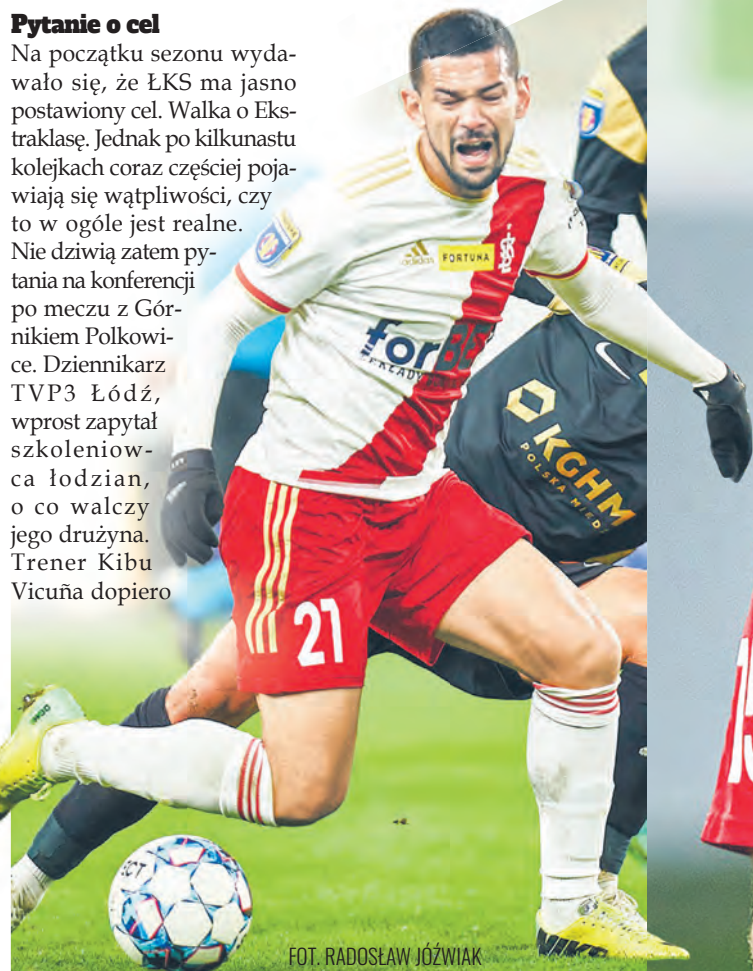 Pytanie o cel
Na początku sezonu wyda-
wało się, że ŁKS ma jasno
postawiony cel. Walka o Eks-
traklasę. Jednak po kilkunastu
kolejkach coraz częściej poja-
wiają się wątpliwości, czy
to w ogóle jest realne.
Nie dziwią zatem py-
tania na konferencji
po meczu z Gór-
nikiem Polkowi-
ce. Dziennikarz
TVP3 Łódź,
wprost zapytał
szkoleniow-
ca łodzian,
o co walczy
jego drużyna.
Trener Kibu
Vicuña dopiero
adidas
FORTUNA
forBET
KGHM
POLSKA MIEDŹ
21
15
FOT. RADOSŁAW JÓŹWIAK